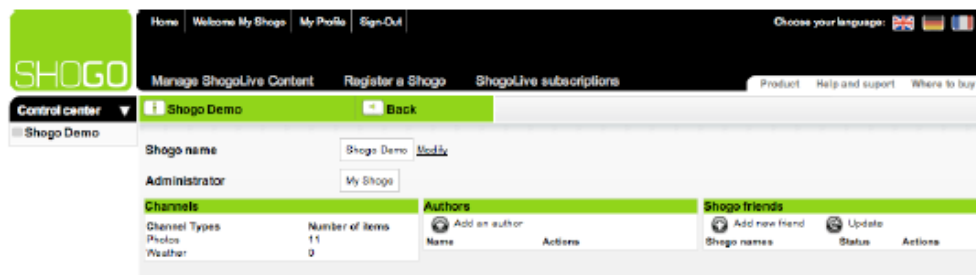 Home Welcome My Shogo My Profile Sign-Out Choose your language:
SHOGO
Manage ShogoLive Content Register a Shogo ShogoLive subscriptions
Product Help and suport Where to buy
Control center Shogo Demo Back
Shogo Demo
Shogo name Shogo Demo Modify
Administrator My Shogo
Channels Authors Shogo friends
Add an author Add new friend Update
Channel Types Number of items
Name Actions Shogo names Status Actions
Photos 11
Weather 0